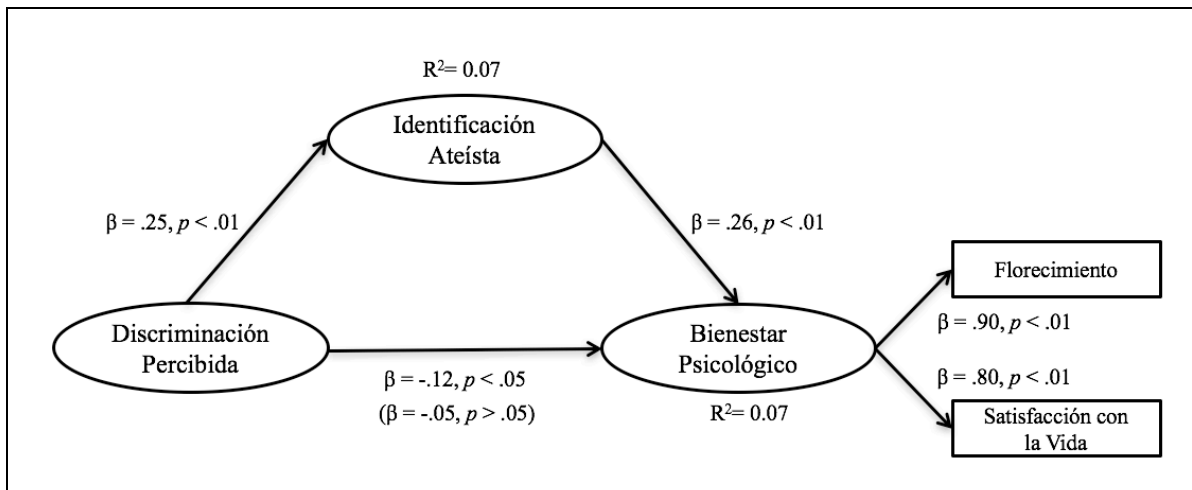 R²= 0.07
Identificación
Ateísta
β = .25, p < .01
β = .26, p < .01
Florecimiento
Discriminación
Percibida
Bienestar
Psicológico
β = .90, p < .01
β = -.12, p < .05
(β = -.05, p > .05)
R²= 0.07
β = .80, p < .01
Satisfacción con
la Vida